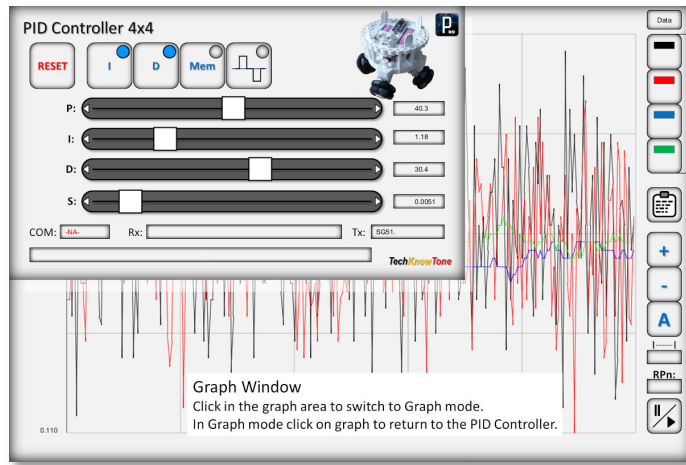 PID Controller 4x4
P
Data
RESET
I
D
Mem
P:
40.3
I:
1.18
D:
30.4
S:
0.0051
COM:
-NA-
Rx:
Tx:
SG51.
TechKnowTone
+
-
A
|------|
RPn:
Graph Window
Click in the graph area to switch to Graph mode.
In Graph mode click on graph to return to the PID Controller.
0.110